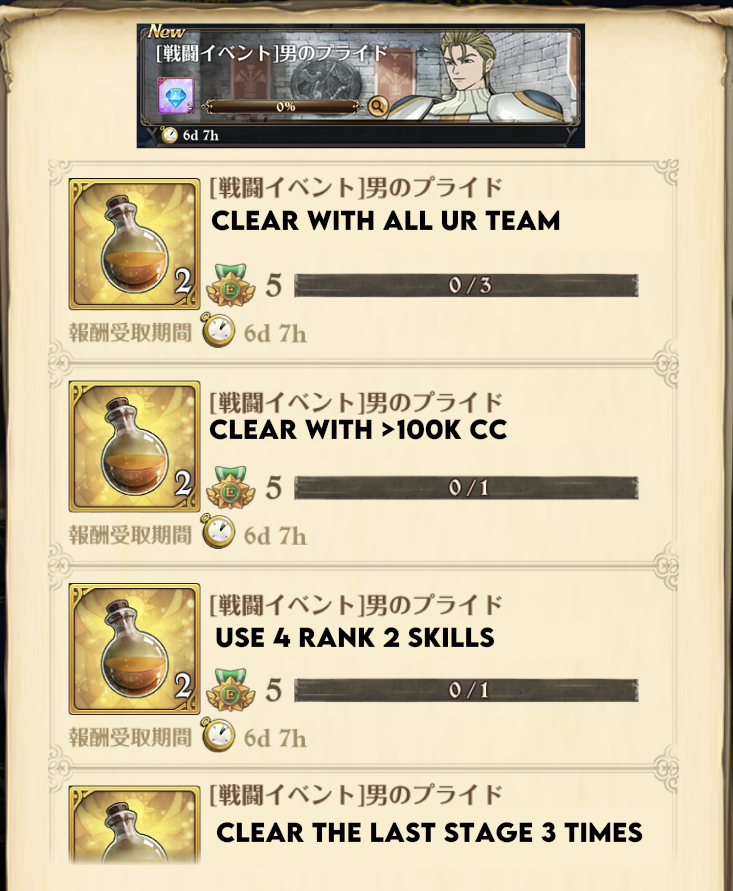 New
[戦闘イベント]男のプライド
3
0%
6d 7h
[戦闘イベント]男のプライド
CLEAR WITH ALL UR TEAM
2
E 5 0/3
報酬受取期間 6d 7h
[戦闘イベント]男のプライド
CLEAR WITH >100K CC
2
E 5 0/1
報酬受取期間 6d 7h
[戦闘イベント]男のプライド
USE 4 RANK 2 SKILLS
2
E 5 0/1
報酬受取期間 6d 7h
[戦闘イベント]男のプライド
CLEAR THE LAST STAGE 3 TIMES